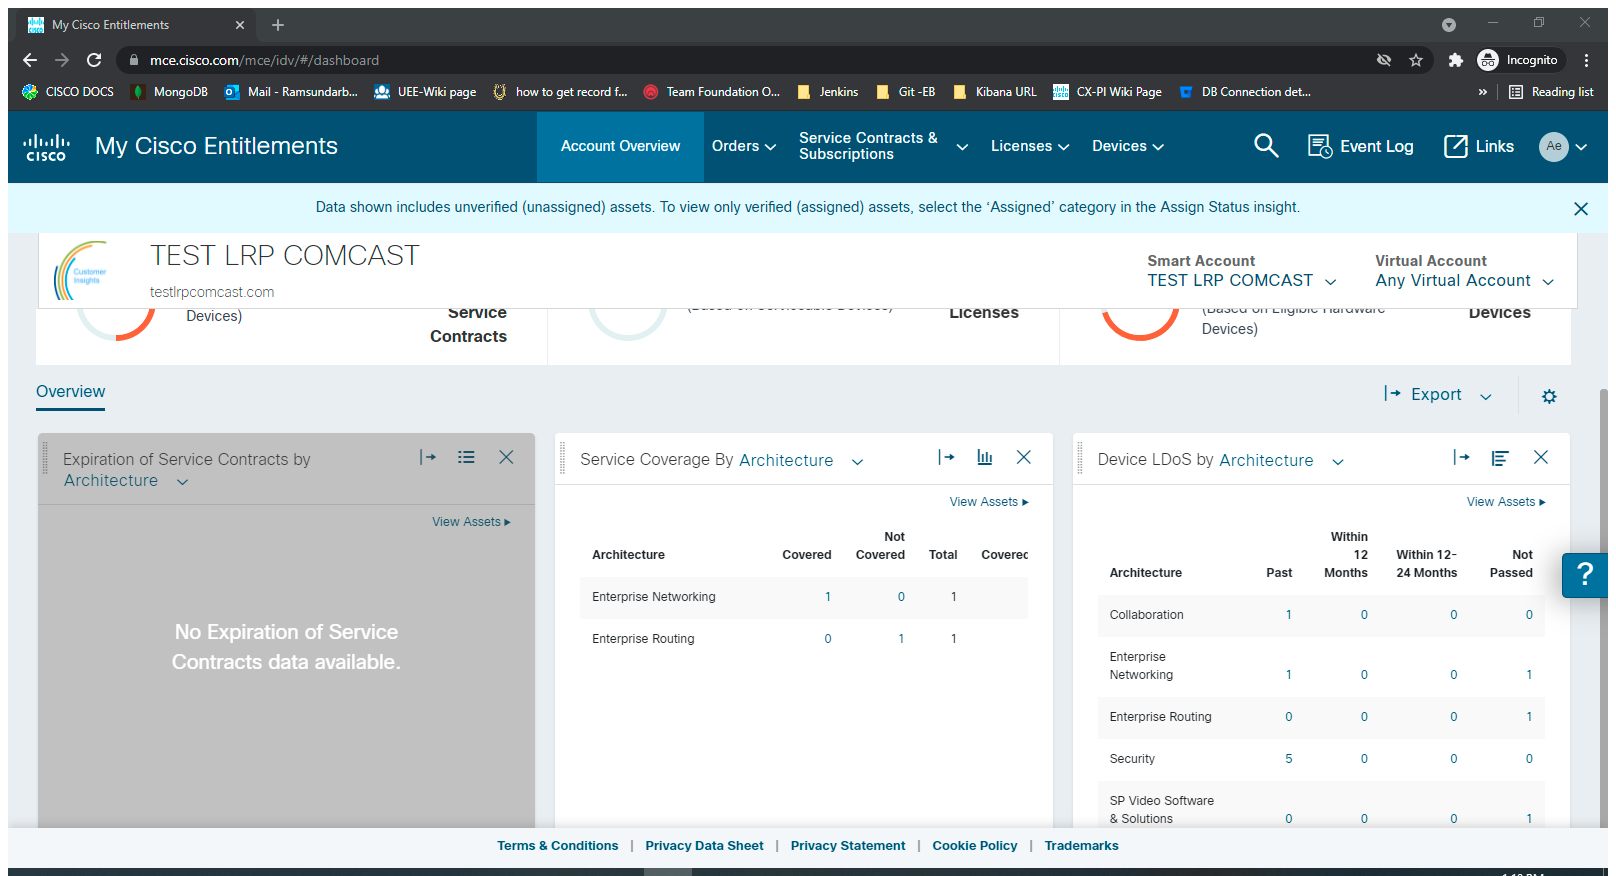 My Cisco Entitlements
mce.cisco.com/mce/idv/#/dashboard
Incognito
CISCO DOCS
MongoDB
Mail - Ramsundarb...
UEE-Wiki page
how to get record f...
Team Foundation O...
Jenkins
Git -EB
Kibana URL
CX-PI Wiki Page
DB Connection det...
»
Reading list
CISCO
My Cisco Entitlements
Account Overview
Orders
Service Contracts &
Subscriptions
Licenses
Devices
Event Log
Links
Ae
Data shown includes unverified (unassigned) assets. To view only verified (assigned) assets, select the ‘Assigned’ category in the Assign Status insight.
Customer
Insights
TEST LRP COMCAST
testlrpcomcast.com
Smart Account
TEST LRP COMCAST
Virtual Account
Any Virtual Account
Devices)
Service
Contracts
(Based on Serviceable Devices)
Licenses
(Based on Eligible Hardware
Devices)
Devices
Overview
Export
Expiration of Service Contracts by
Architecture
View Assets
No Expiration of Service
Contracts data available.
Service Coverage By Architecture
View Assets
Architecture Covered Not Covered Total Covered
Enterprise Networking 1 0 1
Enterprise Routing 0 1 1
Device LDoS by Architecture
View Assets
Architecture Past Within 12 Months Within 12-24 Months Not Passed
Collaboration 1 0 0 0
Enterprise
Networking 1 0 0 1
Enterprise Routing 0 0 0 1
Security 5 0 0 0
SP Video Software
& Solutions 0 0 0 1
?
Terms & Conditions | Privacy Data Sheet | Privacy Statement | Cookie Policy | Trademarks